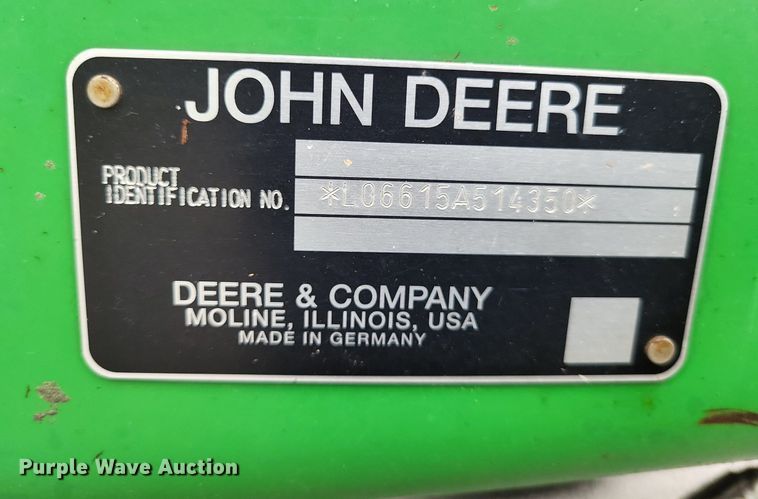 JOHN DEERE
PRODUCT
IDENTIFICATION NO. *L06615A514350*
DEERE & COMPANY
MOLINE, ILLINOIS, USA
MADE IN GERMANY
Purple Wave Auction